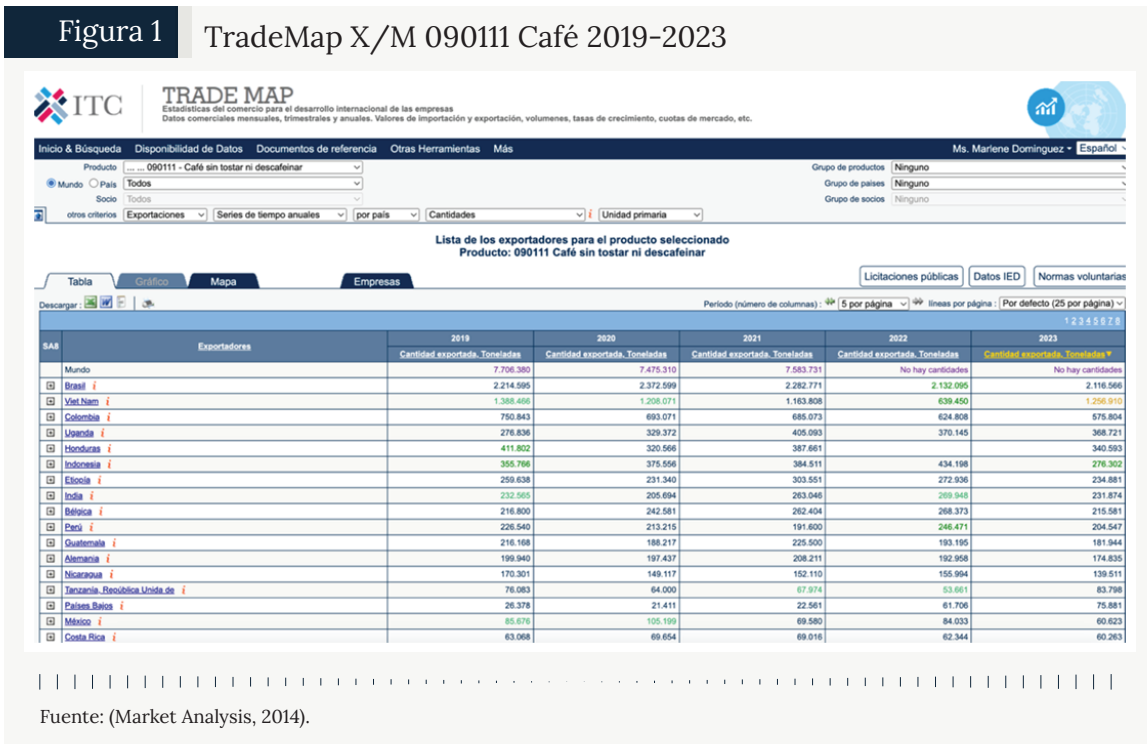 Figura 1
TradeMap X/M 090111 Café 2019-2023
ITC
TRADE MAP
Estadísticas del comercio para el desarrollo internacional de las empresas
Datos comerciales mensuales, trimestrales y anuales. Valores de importación y exportación, volumenes, tasas de crecimiento, cuotas de mercado, etc.
Inicio & Búsqueda Disponibilidad de Datos Documentos de referencia Otras Herramientas Más Ms. Marlene Dominguez Español
Producto ... ... 090111 - Café sin tostar ni descafeinar Grupo de productos Ninguno
Mundo País Todos Grupo de paises Ninguno
Socio Todos Grupo de socios Ninguno
otros criterios Exportaciones Series de tiempo anuales por país Cantidades i Unidad primaria
Lista de los exportadores para el producto seleccionado
Producto: 090111 Café sin tostar ni descafeinar
Tabla Gráfico Mapa Empresas Licitaciones públicas Datos IED Normas voluntarias
Descargar : Período (número de columnas) : 5 por página líneas por página : Por defecto (25 por página)
1 2 3 4 5 6 7 8
SA8 Exportadores 2019 2020 2021 2022 2023
Cantidad exportada, Toneladas Cantidad exportada, Toneladas Cantidad exportada, Toneladas Cantidad exportada, Toneladas Cantidad exportada, Toneladas▼
Mundo 7.706.380 7.475.310 7.583.731 No hay cantidades No hay cantidades
Brasil i 2.214.595 2.372.599 2.282.771 2.132.095 2.116.566
Viet Nam i 1.388.466 1.208.071 1.163.808 639.450 1.256.910
Colombia i 750.843 693.071 685.073 624.808 575.804
Uganda i 276.836 329.372 405.093 370.145 368.721
Honduras i 411.802 320.566 387.661 340.593
Indonesia i 355.766 375.556 384.511 434.198 276.302
Etiopía i 259.638 231.340 303.551 272.936 234.881
India i 232.565 205.694 263.046 269.948 231.874
Bélgica i 216.800 242.581 262.404 268.373 215.581
Perú i 226.540 213.215 191.600 246.471 204.547
Guatemala i 216.168 188.217 225.500 193.195 181.944
Alemania i 199.940 197.437 208.211 192.958 174.835
Nicaragua i 170.301 149.117 152.110 155.994 139.511
Tanzania, República Unida de i 76.083 64.000 67.974 53.661 83.798
Países Bajos i 26.378 21.411 22.561 61.706 75.881
México i 85.676 105.199 69.580 84.033 60.623
Costa Rica i 63.068 69.654 69.016 62.344 60.263
Fuente: (Market Analysis, 2014).